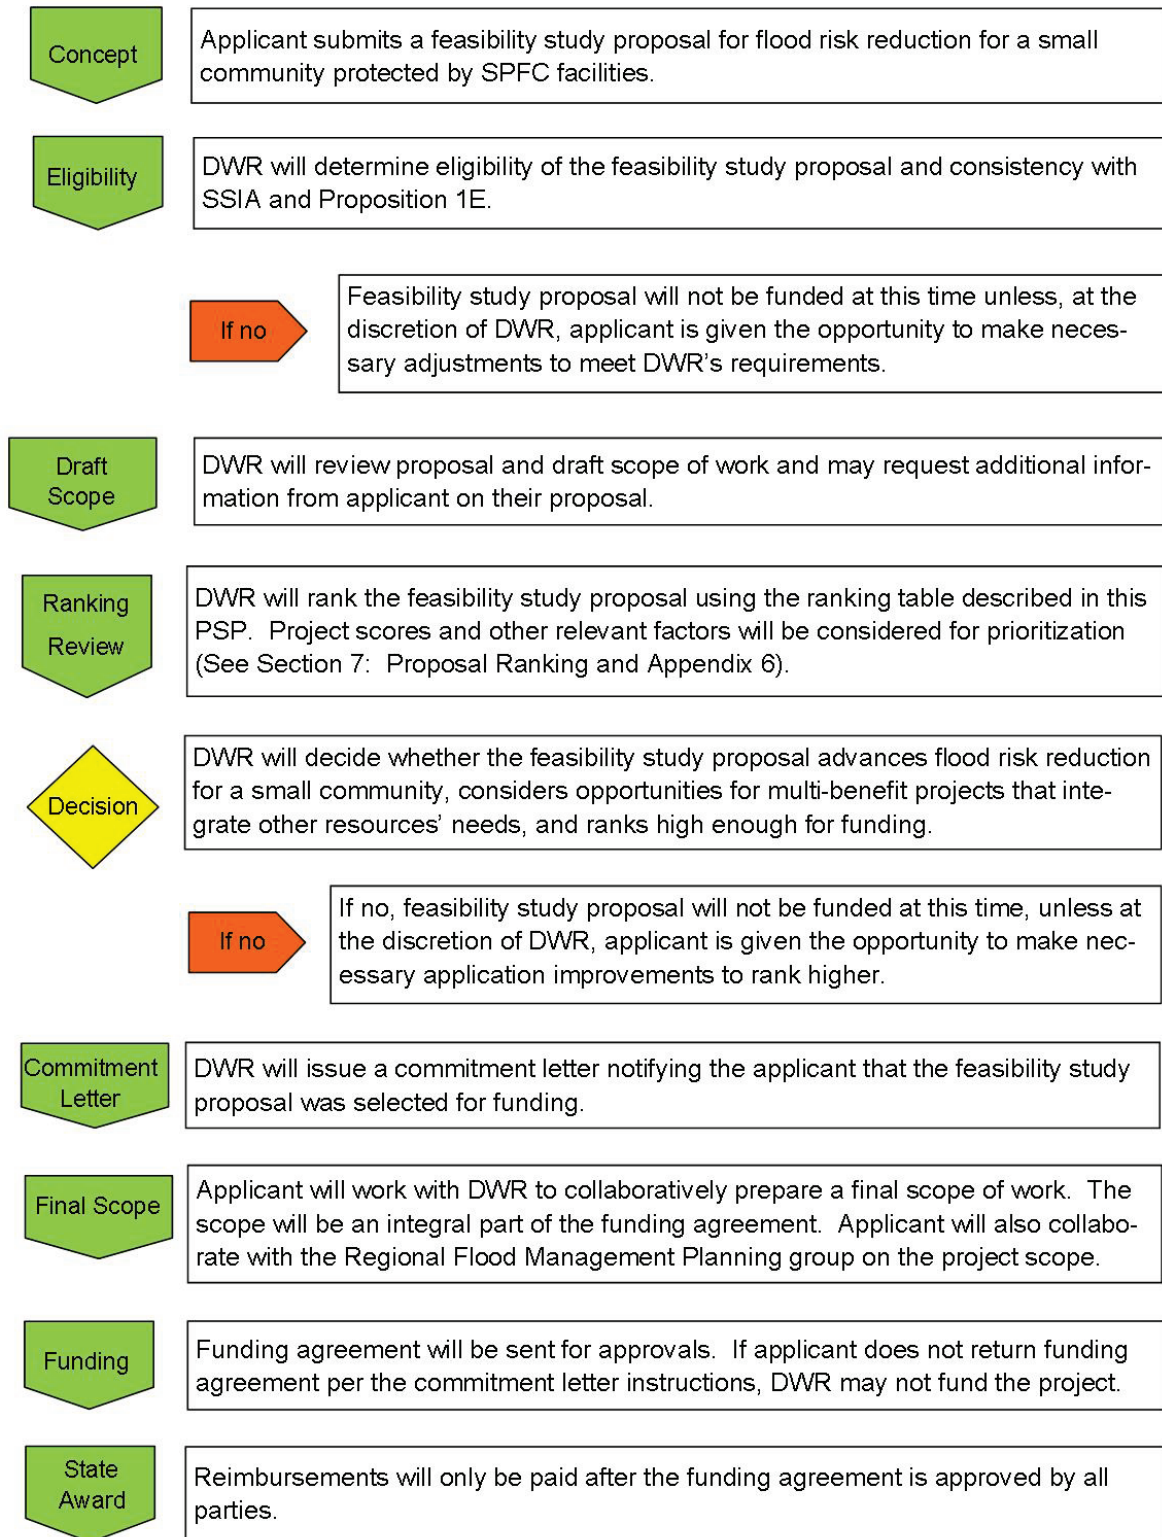 Concept
Applicant submits a feasibility study proposal for flood risk reduction for a small
community protected by SPFC facilities.
Eligibility
DWR will determine eligibility of the feasibility study proposal and consistency with
SSIA and Proposition 1E.
If no
Feasibility study proposal will not be funded at this time unless, at the
discretion of DWR, applicant is given the opportunity to make neces-
sary adjustments to meet DWR's requirements.
Draft
Scope
DWR will review proposal and draft scope of work and may request additional infor-
mation from applicant on their proposal.
Ranking
Review
DWR will rank the feasibility study proposal using the ranking table described in this
PSP.  Project scores and other relevant factors will be considered for prioritization
(See Section 7:  Proposal Ranking and Appendix 6).
Decision
DWR will decide whether the feasibility study proposal advances flood risk reduction
for a small community, considers opportunities for multi-benefit projects that inte-
grate other resources' needs, and ranks high enough for funding.
If no
If no, feasibility study proposal will not be funded at this time, unless at
the discretion of DWR, applicant is given the opportunity to make nec-
essary application improvements to rank higher.
Commitment
Letter
DWR will issue a commitment letter notifying the applicant that the feasibility study
proposal was selected for funding.
Final Scope
Applicant will work with DWR to collaboratively prepare a final scope of work.  The
scope will be an integral part of the funding agreement.  Applicant will also collabo-
rate with the Regional Flood Management Planning group on the project scope.
Funding
Funding agreement will be sent for approvals.  If applicant does not return funding
agreement per the commitment letter instructions, DWR may not fund the project.
State
Award
Reimbursements will only be paid after the funding agreement is approved by all
parties.